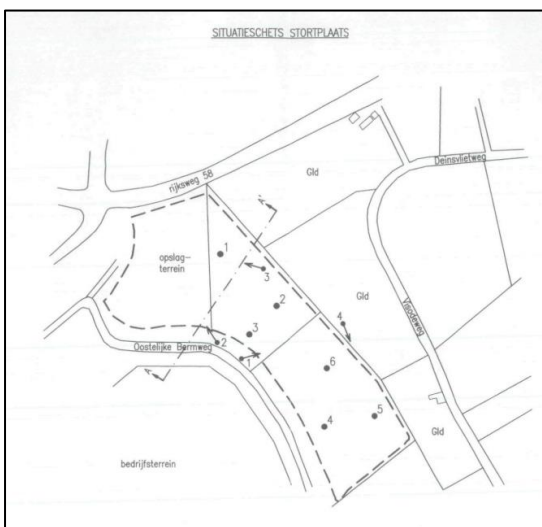 SITUATIESCHETS STORTPLAATS
rijksweg 58
Gld
Deinsvlietweg
A'
opslag-
terrein
1
3
2
Gld
4
3
Visodeweg
Oostelijke Bermweg
2
1
A
6
5
4
Gld
bedrijfsterrein